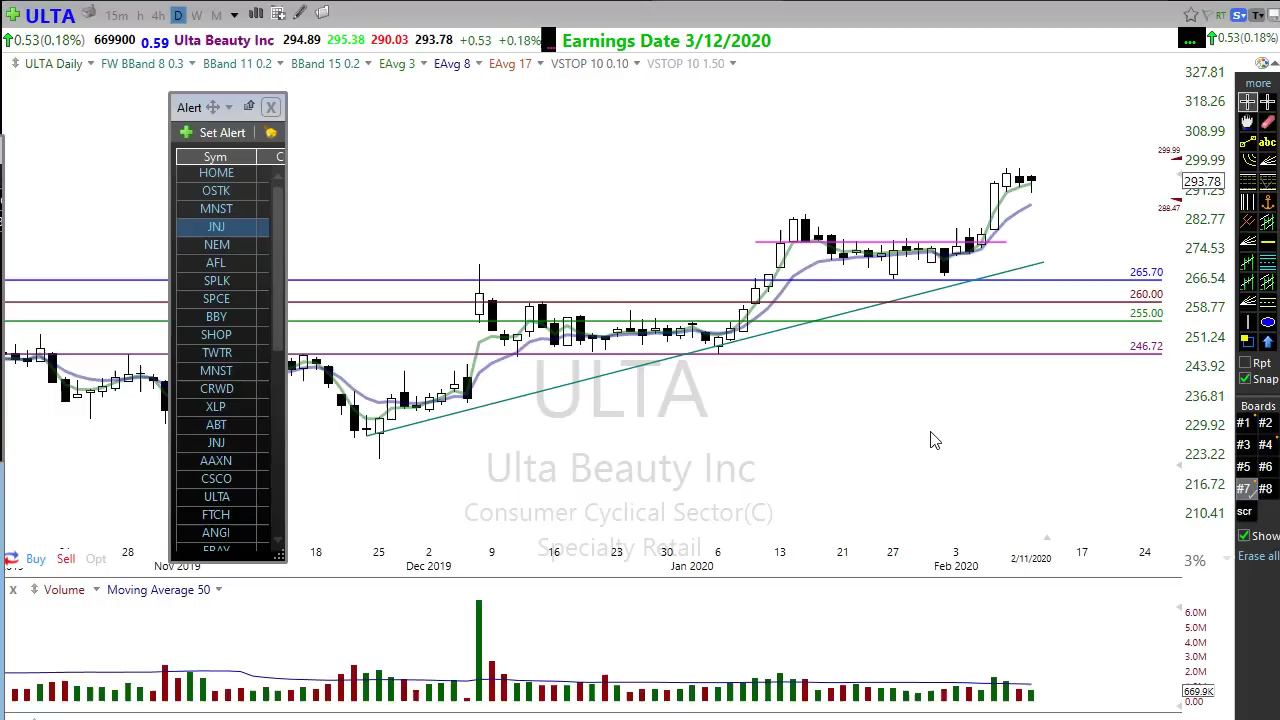 ULTA 15m h 4h D W M RT S T
0.53(0.18%) 669900 0.59 Ulta Beauty Inc 294.89 295.38 290.03 293.78 +0.53 +0.18% ... Earnings Date 3/12/2020 ... 0.53(0.18%)
ULTA Daily FW BBand 8 0.3 BBand 11 0.2 BBand 15 0.2 EAvg 3 EAvg 8 EAvg 17 VSTOP 10 0.10 VSTOP 10 1.50
327.81
318.26
308.99
299.99
293.78
291.23
282.77
274.53
266.54
258.77
251.24
243.92
236.81
229.92
223.22
216.72
210.41
3%
299.99
288.47
265.70
260.00
255.00
246.72
Alert X
Set Alert
Sym C
HOME
OSTK
MNST
JNJ
NEM
AFL
SPLK
SPCE
BBY
SHOP
TWTR
MNST
CRWD
XLP
ABT
JNJ
AAXN
CSCO
ULTA
FTCH
ANGI
EBAY
ULTA
Ulta Beauty Inc
Consumer Cyclical Sector(C)
Specialty Retail
Buy Sell Opt
28 18 25 2 9 16 23 30 6 13 21 27 3 2/11/2020 17 24
Nov 2019 Dec 2019 Jan 2020 Feb 2020
X Volume Moving Average 50
6.0M
5.0M
4.0M
3.0M
2.0M
669.9K
0.00
more
abc
Rpt
Snap
Boards
#1 #2
#3 #4
#5 #6
#7 #8
scr
Show
Erase all